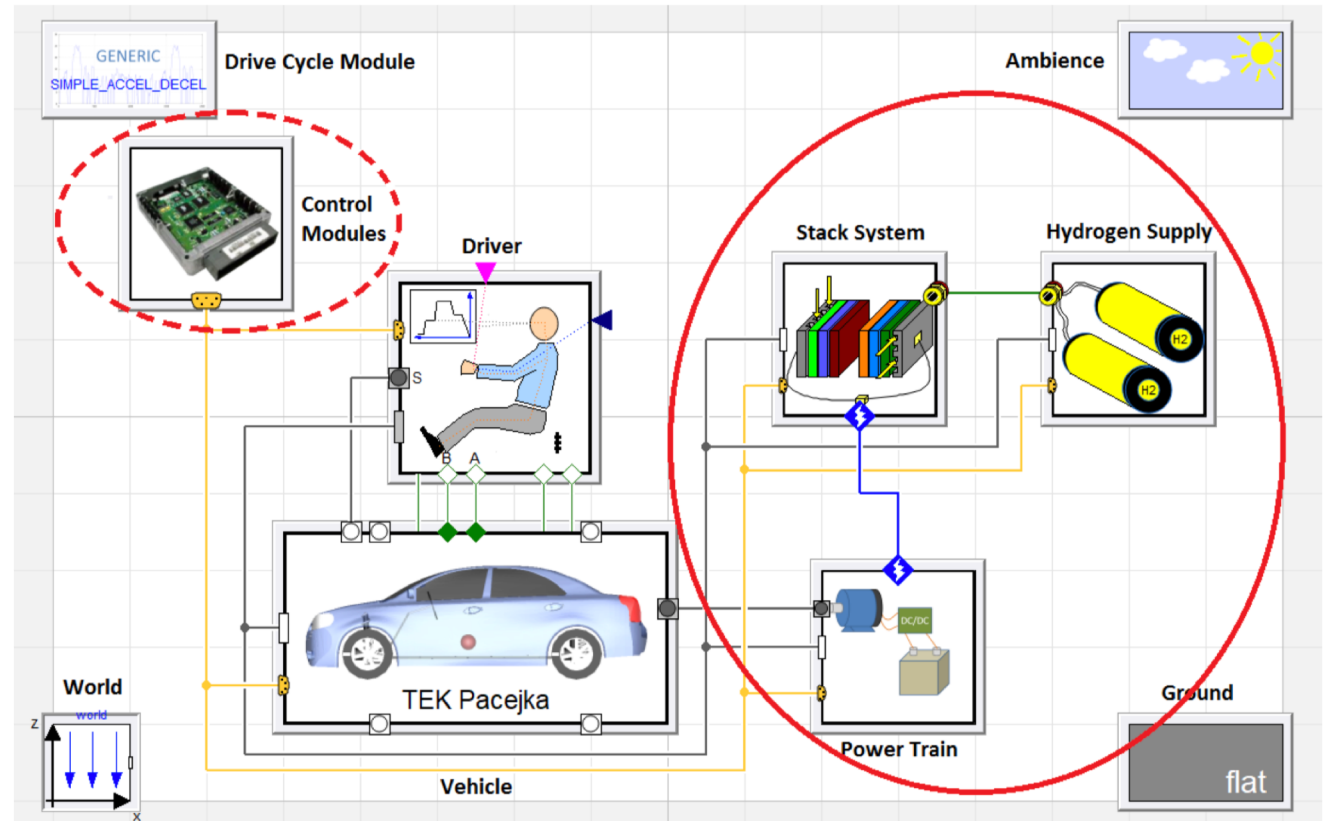 GENERIC
SIMPLE_ACCEL_DECEL
Drive Cycle Module
Ambience
Control
Modules
Driver
S
B A
Stack System
Hydrogen Supply
H2
H2
TEK Pacejka
DC/DC
World
world
z
x
Vehicle
Power Train
Ground
flat